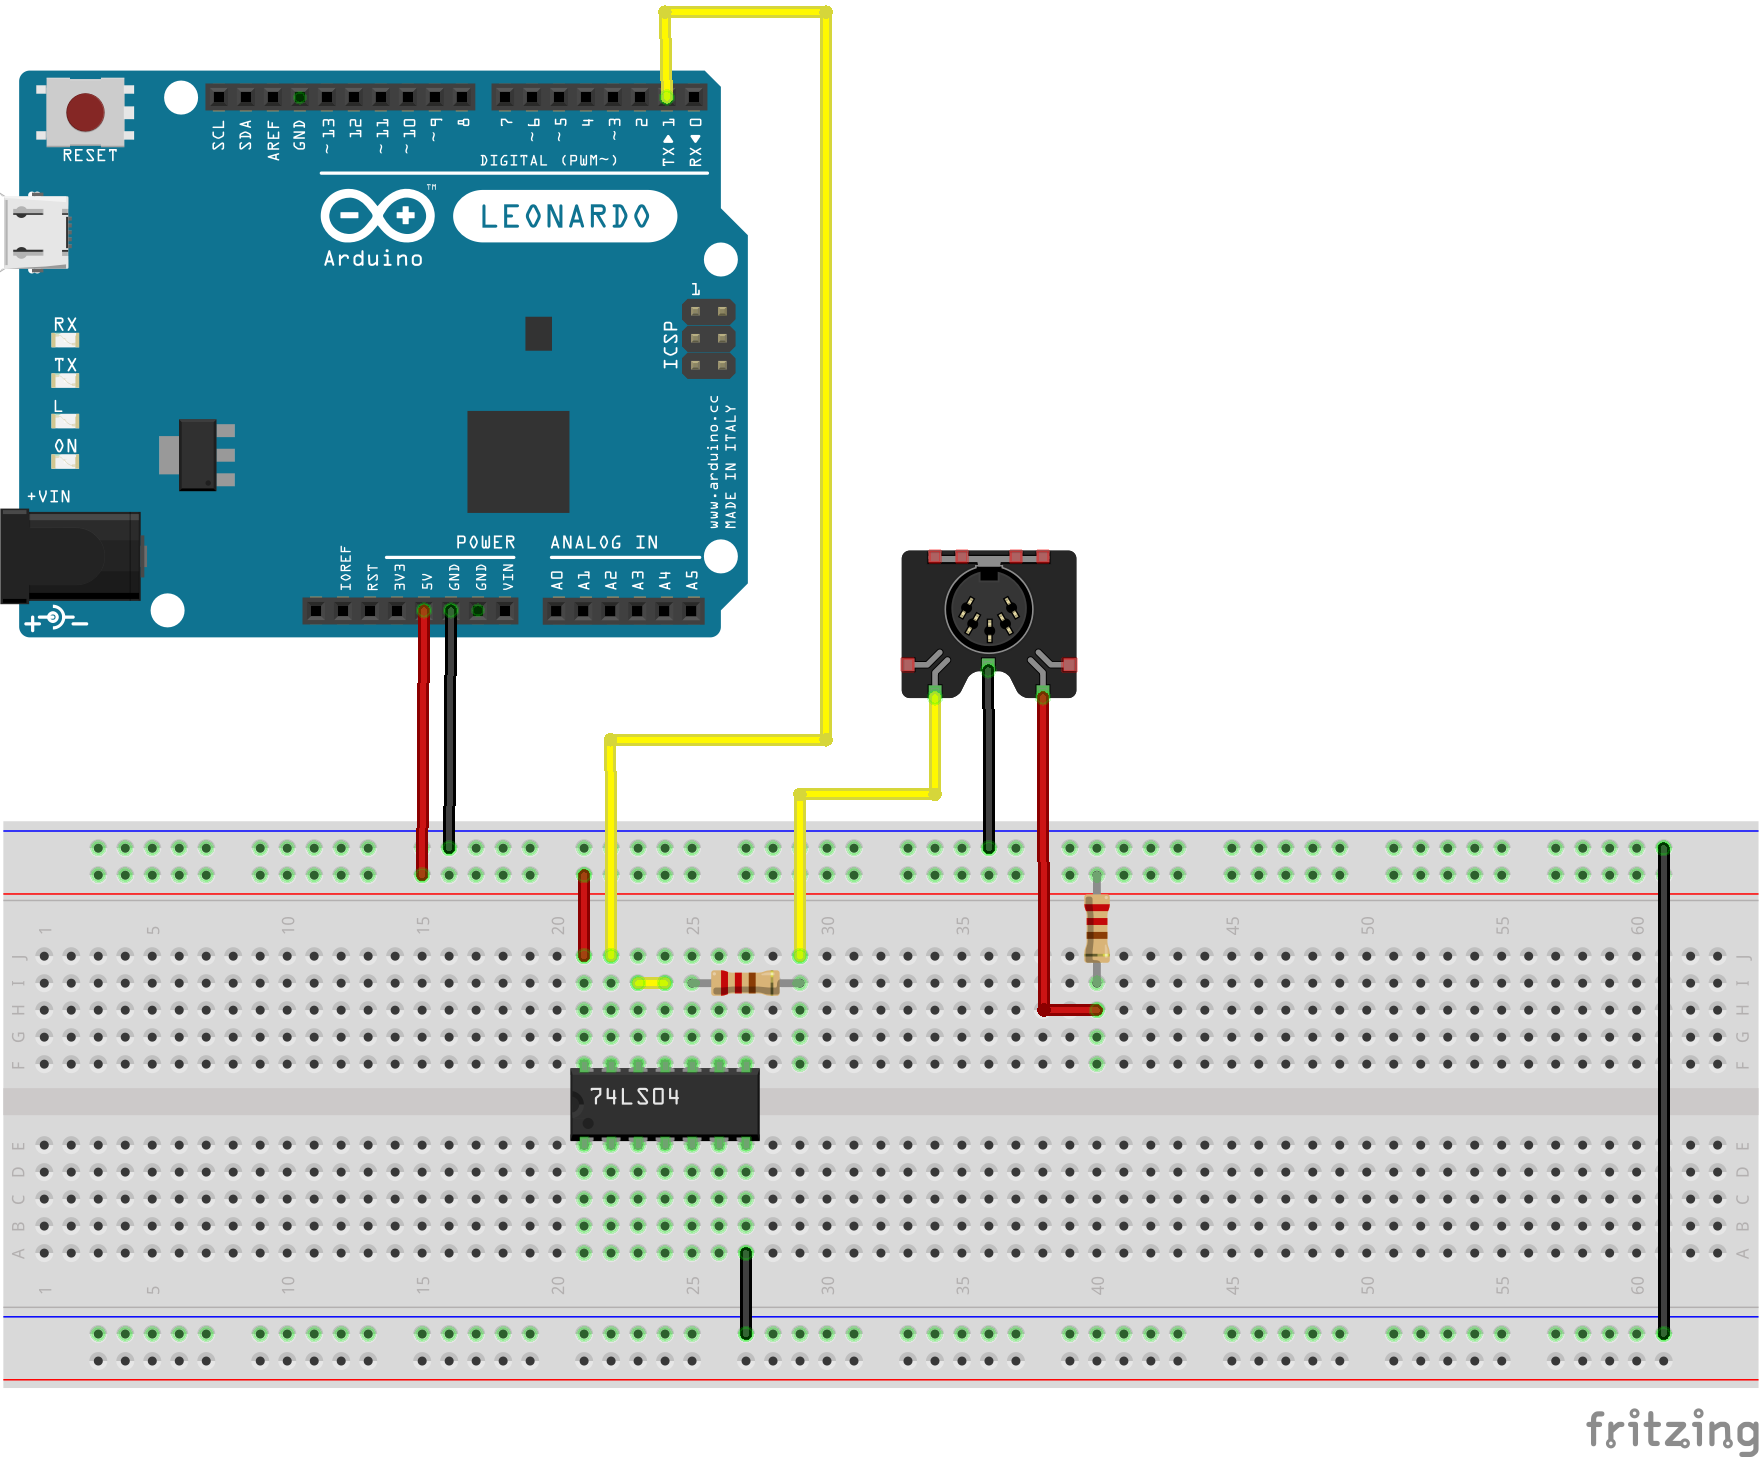 RESET
SCL SDA AREF GND ~13 12 ~11 ~10 ~9 8 7 ~6 ~5 4 ~3 2 TX▶1 RX◀0
DIGITAL (PWM~)
TM
LEONARDO
Arduino
1
ICSP
RX
TX
L
ON
+VIN
www.arduino.cc
MADE IN ITALY
POWER
ANALOG IN
IOREF RST 3V3 5V GND GND VIN A0 A1 A2 A3 A4 A5
+ -
1 5 10 15 20 25 30 35 40 45 50 55 60
J J
I I
H H
G G
F F
74LS04
E E
D D
C C
B B
A A
1 5 10 15 20 25 30 35 40 45 50 55 60
fritzing